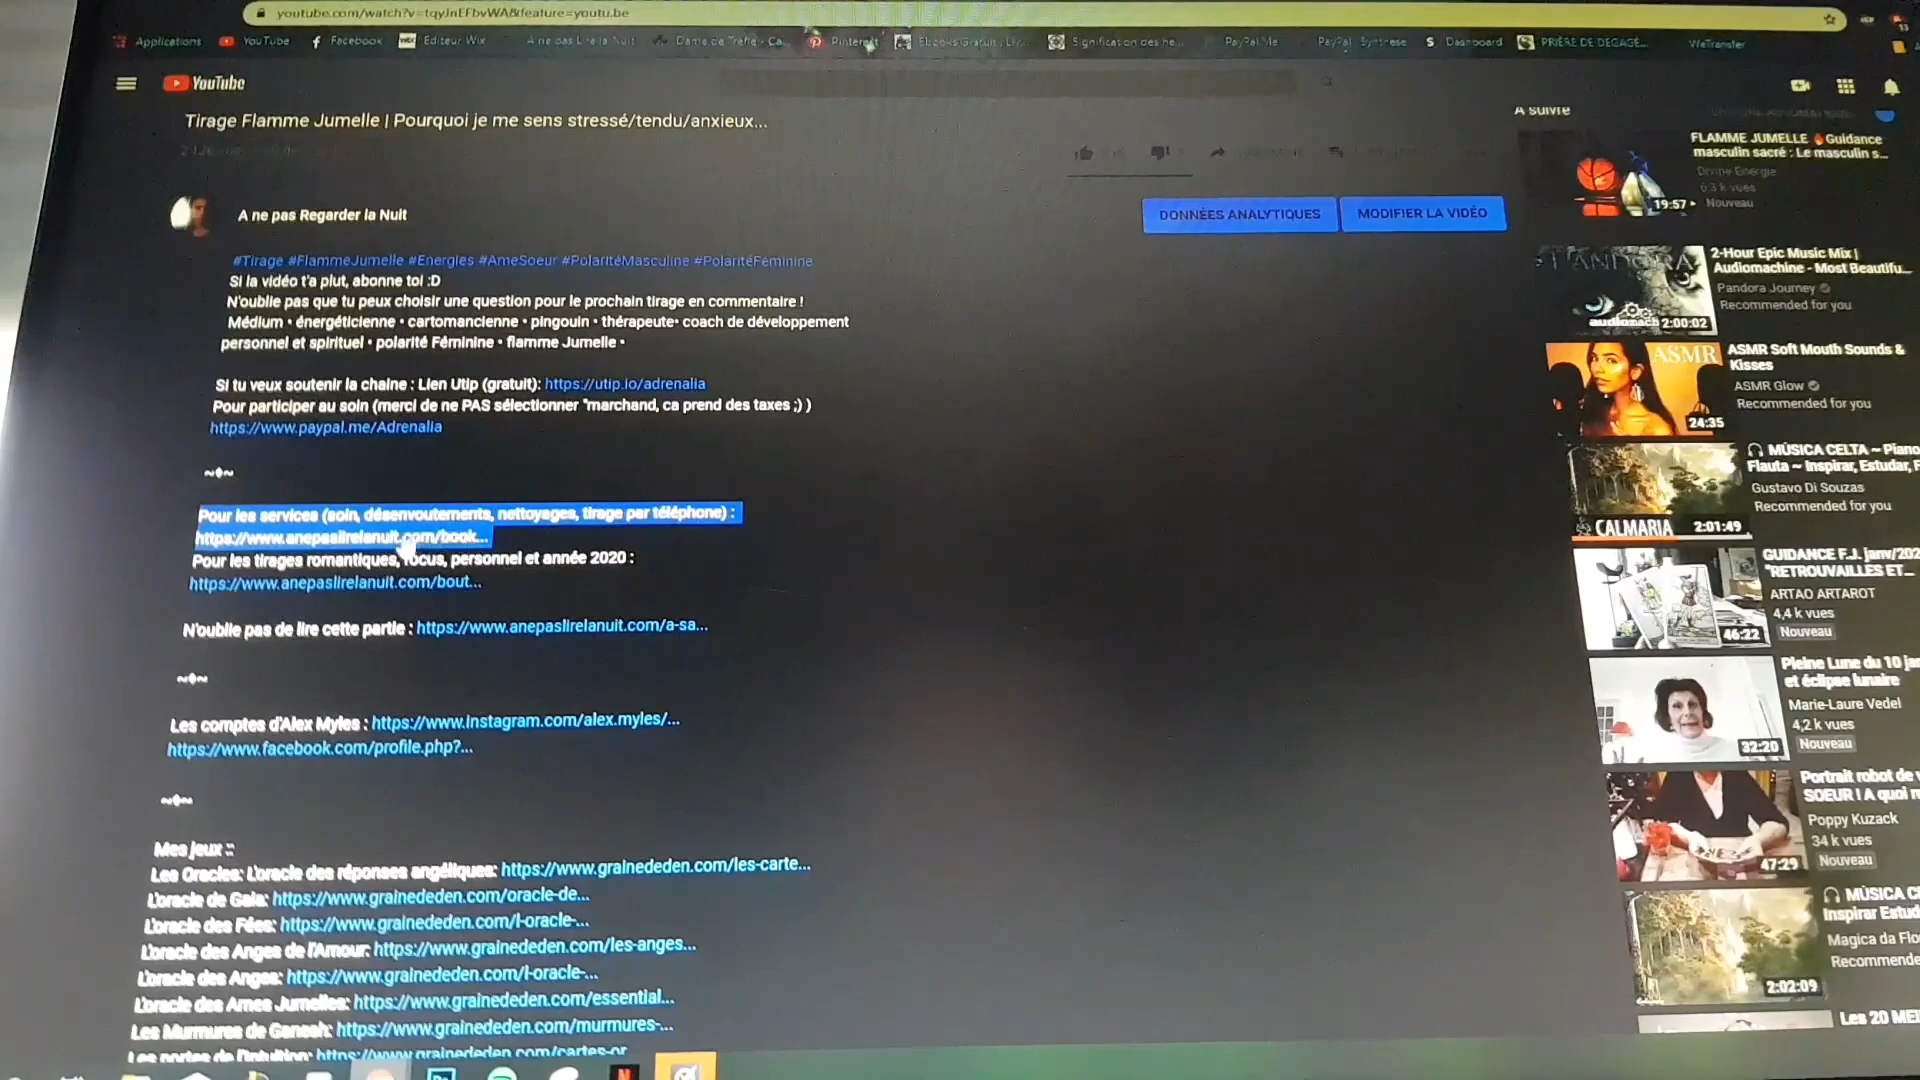 youtube.com/watch?v=tqyJnEFbvWA&feature=youtu.be
Applications YouTube Facebook Editeur Wix A ne pas Lire la Nuit Dame de Trefle - Ca... Pinterest Ebooks Gratuit : Liv... Signification des he... PayPal.Me PayPal Synthese Dashboard PRIÈRE DE DEGAGE... WeTransfer
YouTube
Tirage Flamme Jumelle | Pourquoi je me sens stressé/tendu/anxieux...
A ne pas Regarder la Nuit
DONNÉES ANALYTIQUES MODIFIER LA VIDÉO
#Tirage #FlammeJumelle #Energies #AmeSoeur #PolaritéMasculine #PolaritéFéminine
Si la vidéo t'a plut, abonne toi :D
N'oublie pas que tu peux choisir une question pour le prochain tirage en commentaire !
Médium • énergéticienne • cartomancienne • pingouin • thérapeute• coach de développement
personnel et spirituel • polarité Féminine • flamme Jumelle •
Si tu veux soutenir la chaine : Lien Utip (gratuit): https://utip.io/adrenalia
Pour participer au soin (merci de ne PAS sélectionner "marchand, ca prend des taxes ;) )
https://www.paypal.me/Adrenalia
~♦~
Pour les services (soin, désenvoutements, nettoyages, tirage par téléphone) :
https://www.anepaslirelanuit.com/book...
Pour les tirages romantiques, focus, personnel et année 2020 :
https://www.anepaslirelanuit.com/bout...
N'oublie pas de lire cette partie : https://www.anepaslirelanuit.com/a-sa...
~♦~
Les comptes d'Alex Myles : https://www.instagram.com/alex.myles/...
https://www.facebook.com/profile.php?...
~♦~
Mes jeux ::
Les Oracles: L'oracle des réponses angéliques: https://www.grainededen.com/les-carte...
L'oracle de Gaia: https://www.grainededen.com/oracle-de...
L'oracle des Fées: https://www.grainededen.com/l-oracle-...
L'oracle des Anges de l'Amour: https://www.grainededen.com/les-anges...
L'oracle des Anges: https://www.grainededen.com/l-oracle-...
L'oracle des Ames Jumelles: https://www.grainededen.com/essential...
Les Murmures de Ganesh: https://www.grainededen.com/murmures-...
Les portes de l'intuition: https://www.grainededen.com/cartes-or
À suivre
FLAMME JUMELLE Guidance
masculin sacré : Le masculin s...
Divine Energie
6,3 k vues
19:57 Nouveau
2-Hour Epic Music Mix |
Audiomachine - Most Beautifu...
Pandora Journey
Recommended for you
PANDORA
audiomach 2:00:02
ASMR
ASMR Soft Mouth Sounds &
Kisses
ASMR Glow
Recommended for you
24:35
MÚSICA CELTA ~ Piano
Flauta ~ Inspirar, Estudar, F
Gustavo Di Souzas
Recommended for you
CALMARIA 2:01:49
GUIDANCE F.J. janv/202
"RETROUVAILLES ET...
ARTAO ARTAROT
4,4 k vues
46:22 Nouveau
Pleine Lune du 10 jan
et éclipse lunaire
Marie-Laure Vedel
4,2 k vues
32:20 Nouveau
Portrait robot de v
SOEUR ! A quoi r
Poppy Kuzack
34 k vues
47:29 Nouveau
MÚSICA C
Inspirar Estud
Magica da Flo
Recommende
2:02:09
Les 20 MEI